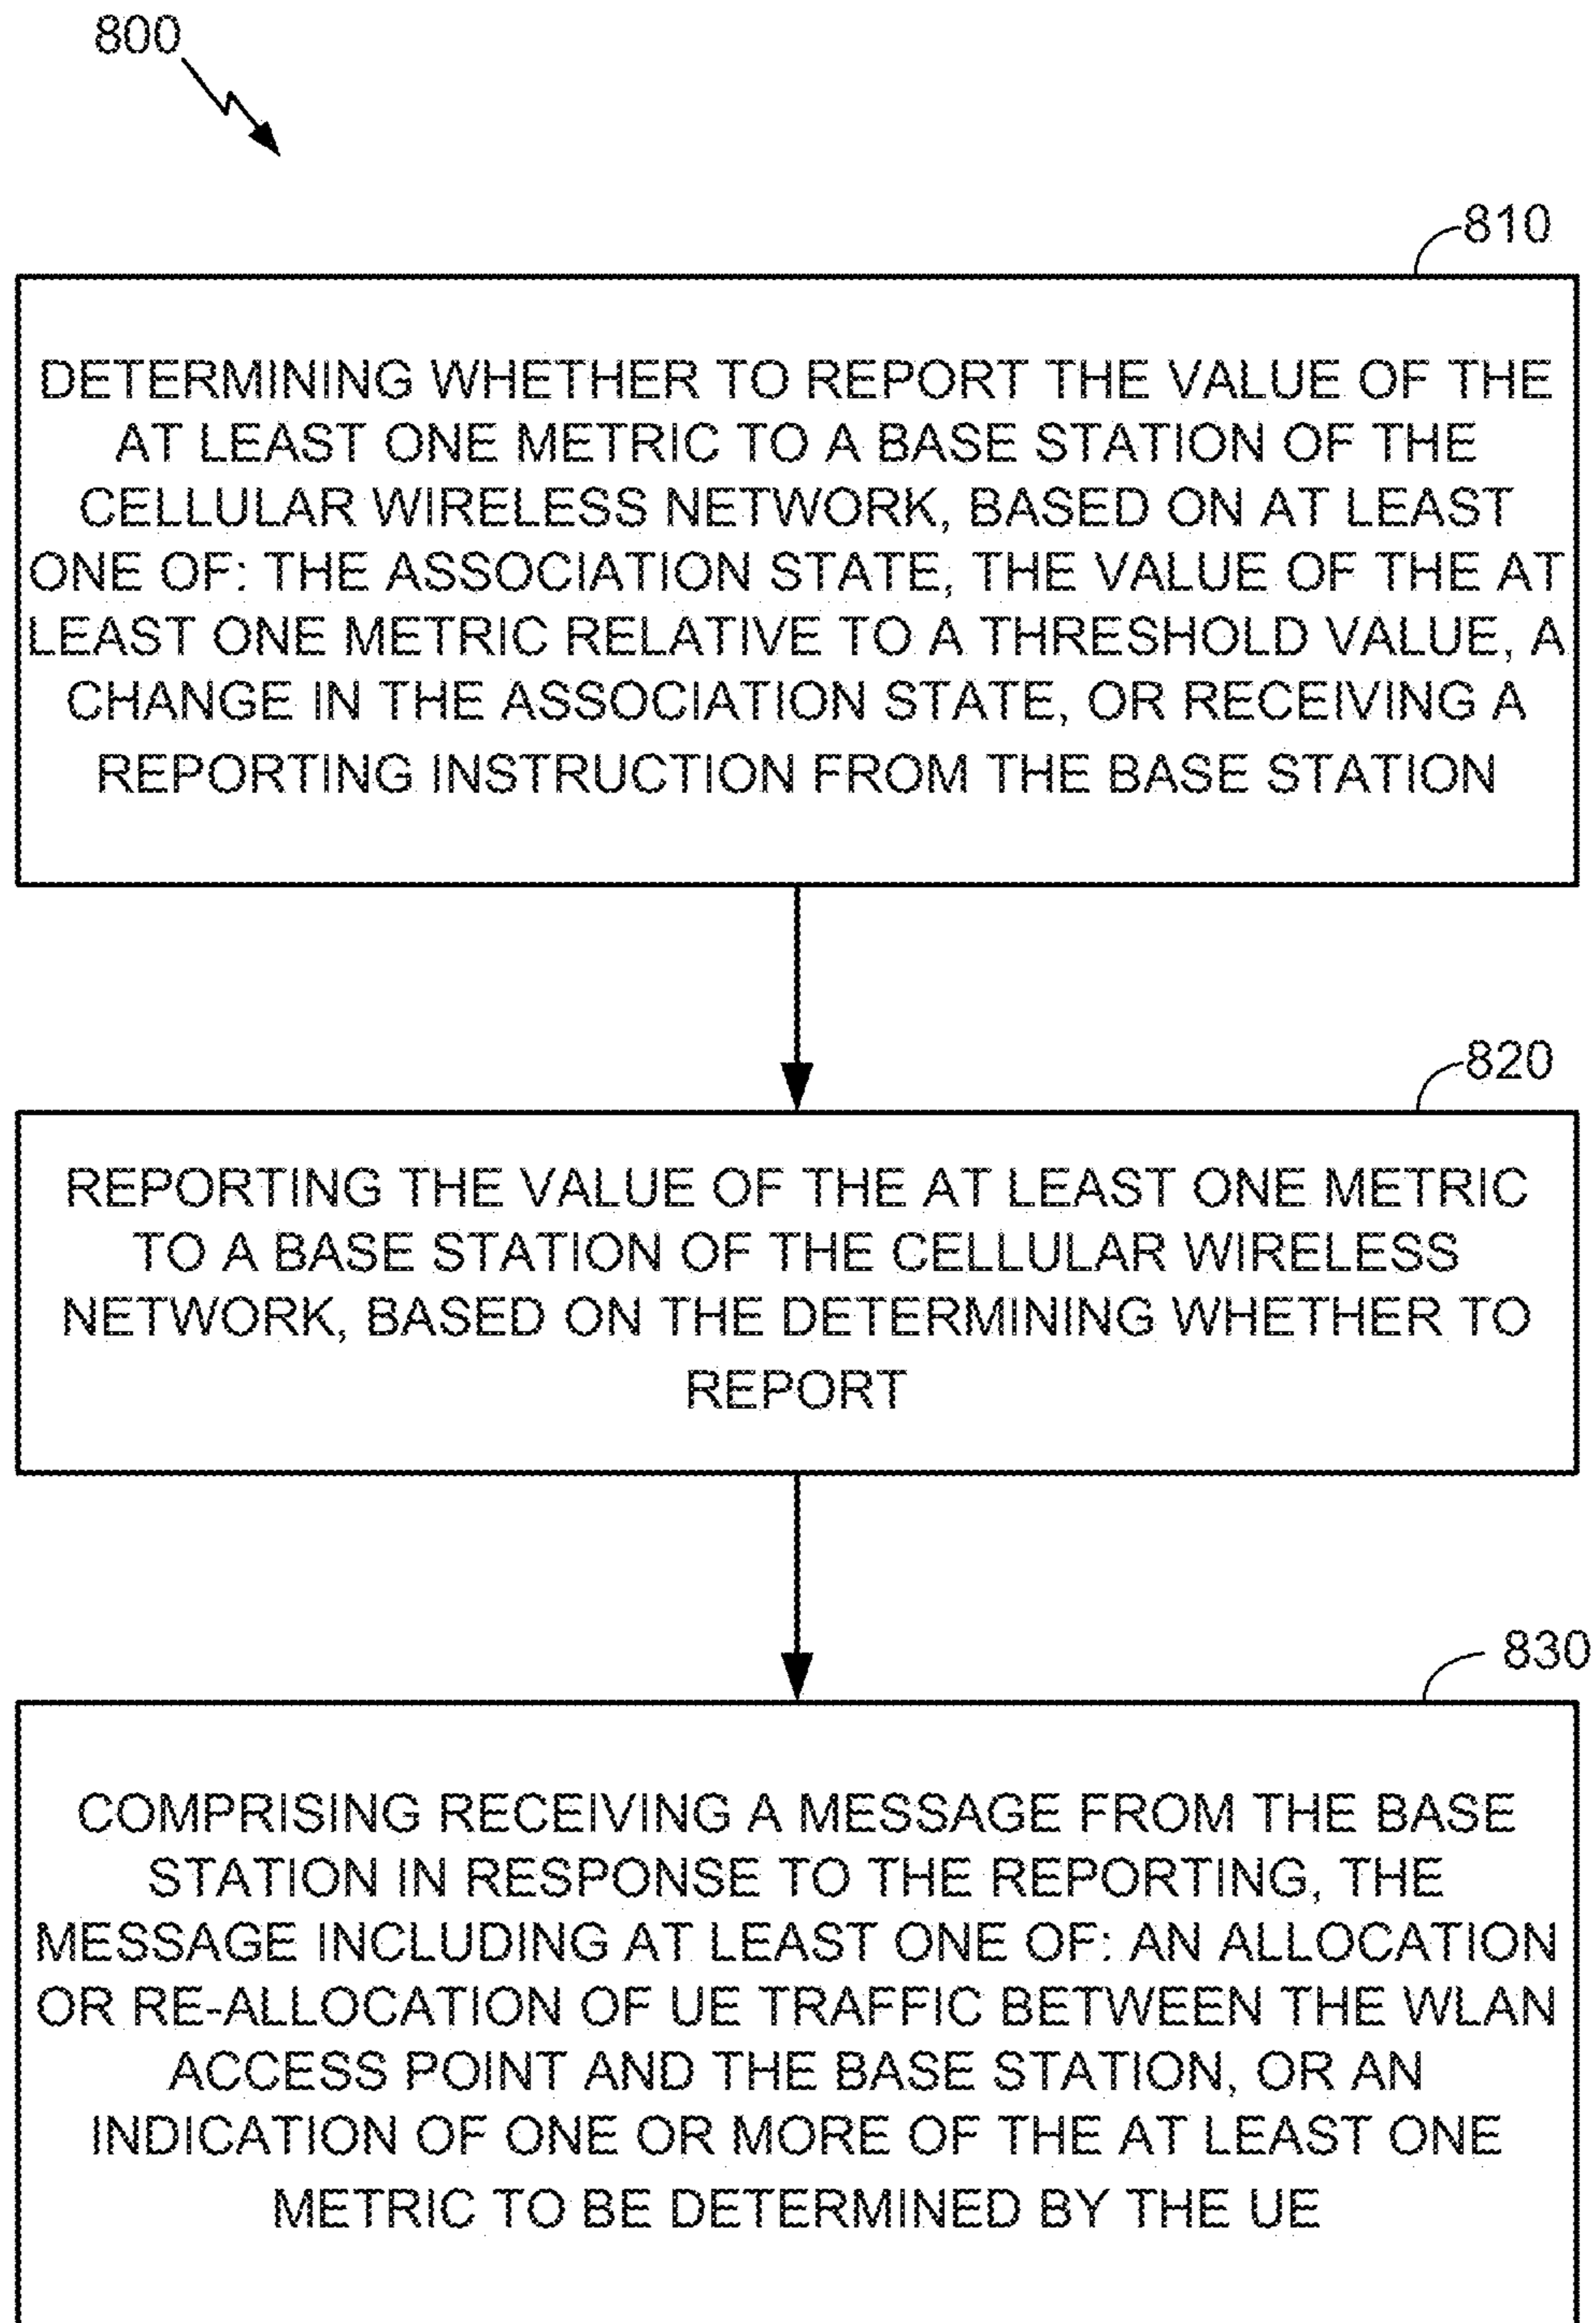 800
810
DETERMINING WHETHER TO REPORT THE VALUE OF THE
AT LEAST ONE METRIC TO A BASE STATION OF THE
CELLULAR WIRELESS NETWORK, BASED ON AT LEAST
ONE OF: THE ASSOCIATION STATE, THE VALUE OF THE AT
LEAST ONE METRIC RELATIVE TO A THRESHOLD VALUE, A
CHANGE IN THE ASSOCIATION STATE, OR RECEIVING A
REPORTING INSTRUCTION FROM THE BASE STATION
820
REPORTING THE VALUE OF THE AT LEAST ONE METRIC
TO A BASE STATION OF THE CELLULAR WIRELESS
NETWORK, BASED ON THE DETERMINING WHETHER TO
REPORT
830
COMPRISING RECEIVING A MESSAGE FROM THE BASE
STATION IN RESPONSE TO THE REPORTING, THE
MESSAGE INCLUDING AT LEAST ONE OF: AN ALLOCATION
OR RE-ALLOCATION OF UE TRAFFIC BETWEEN THE WLAN
ACCESS POINT AND THE BASE STATION, OR AN
INDICATION OF ONE OR MORE OF THE AT LEAST ONE
METRIC TO BE DETERMINED BY THE UE